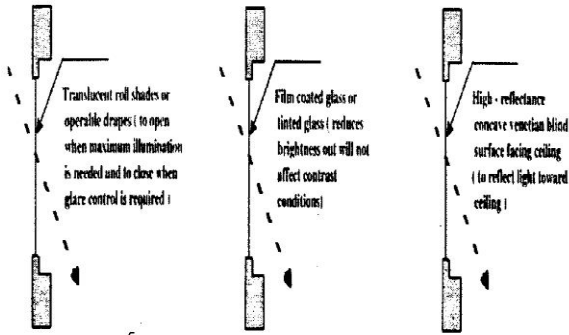 Translucent roll shades or
operable drapes ( to open
when maximum illumination
is needed and to close when
glare control is required )
Film coated glass or
tinted glass ( reduces
brightness out will not
affect contrast
conditions)
High - reflectance
concave venetian blind
surface facing ceiling
( to reflect light toward
ceiling )